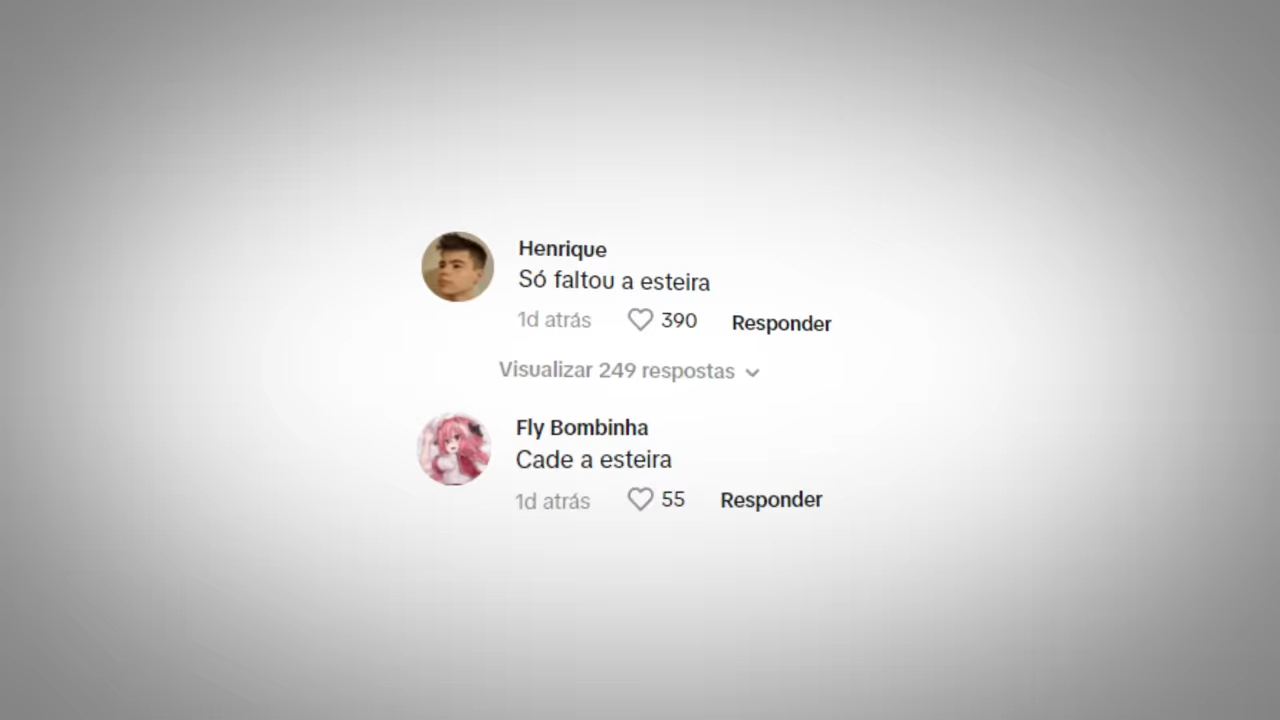 Henrique
Só faltou a esteira
1d atrás 390 Responder
Visualizar 249 respostas
Fly Bombinha
Cade a esteira
1d atrás 55 Responder